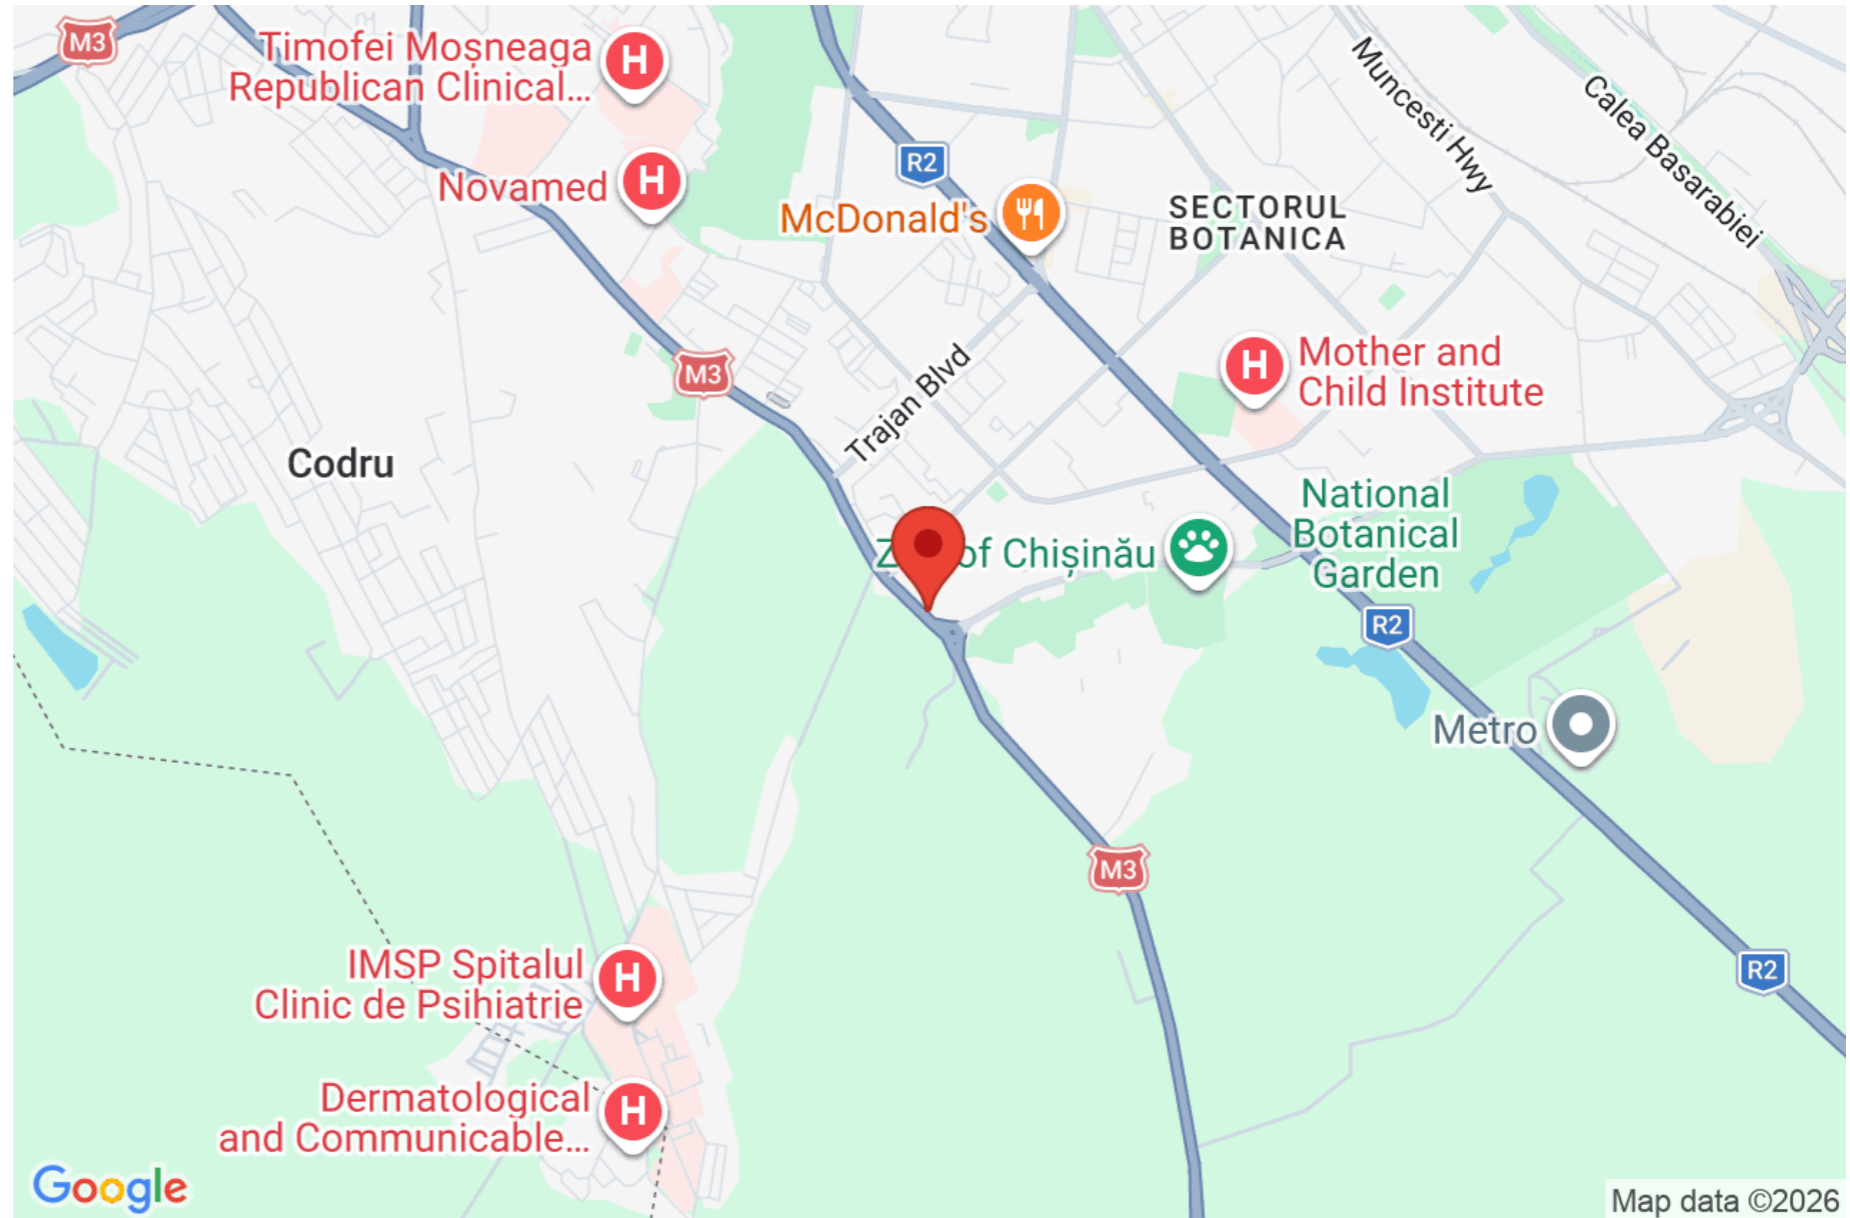 M3
Timofei Moșneaga
Republican Clinical...
H
Novamed
H
R2
McDonald's
SECTORUL
BOTANICA
Muncesti Hwy
Calea Basarabiei
M3
Trajan Blvd
H
Mother and
Child Institute
Codru
of Chișinău
National
Botanical
Garden
R2
Metro
M3
R2
IMSP Spitalul
Clinic de Psihiatrie
H
Dermatological
and Communicable...
H
Google
Map data ©2026